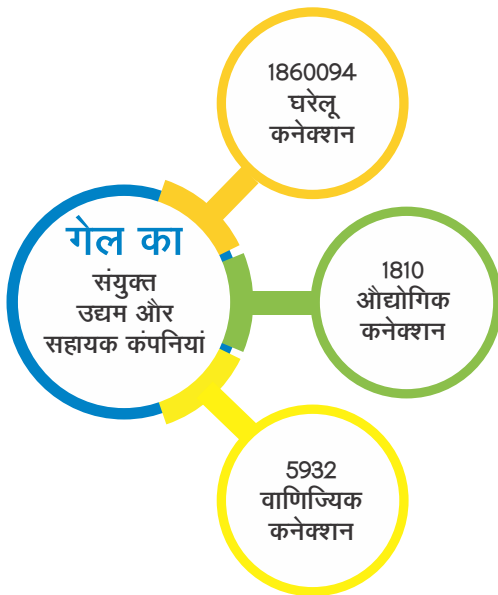 1860094
घरेलू
कनेक्शन
गेल का
संयुक्त
उद्यम और
सहायक कंपनियां
1810
औद्योगिक
कनेक्शन
5932
वाणिज्यिक
कनेक्शन